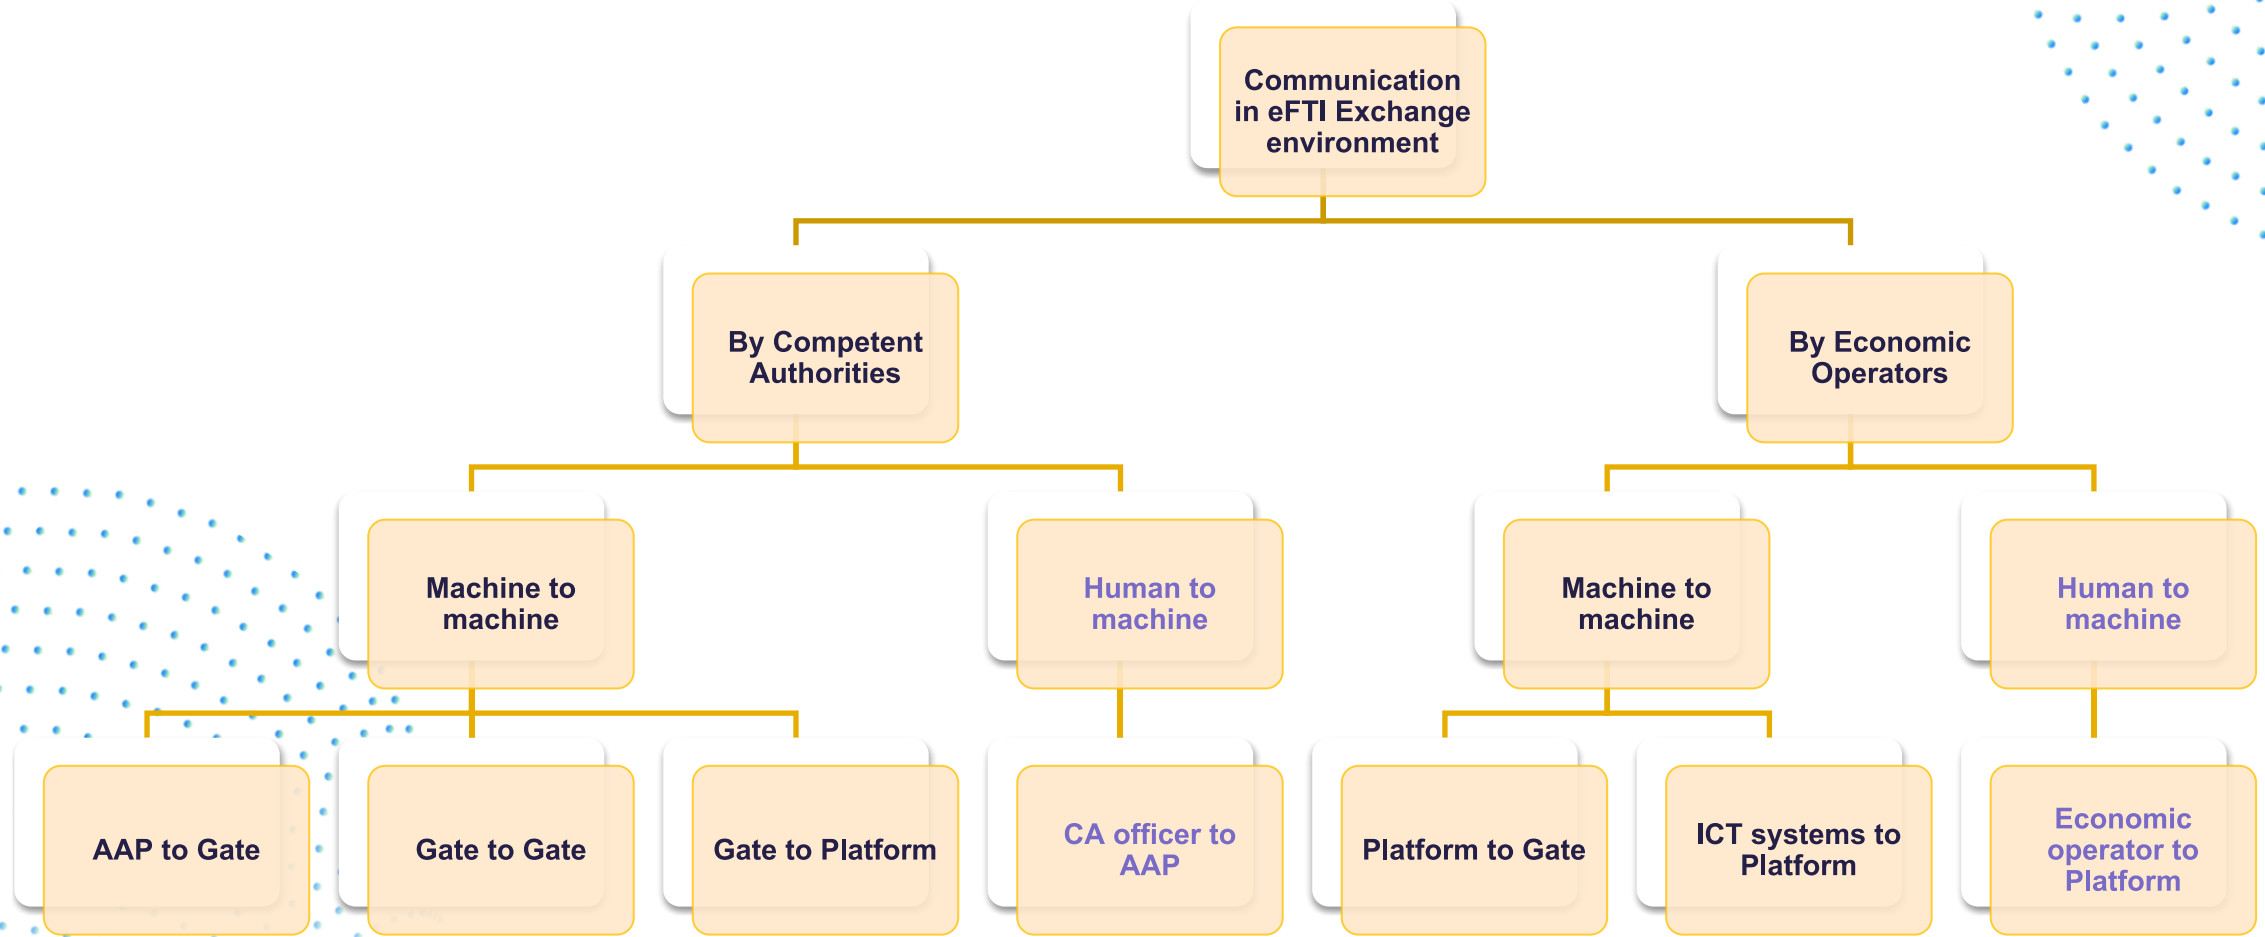 Communication
in eFTI Exchange
environment
By Competent
Authorities
By Economic
Operators
Machine to
machine
Human to
machine
Machine to
machine
Human to
machine
AAP to Gate
Gate to Gate
Gate to Platform
CA officer to
AAP
Platform to Gate
ICT systems to
Platform
Economic
operator to
Platform